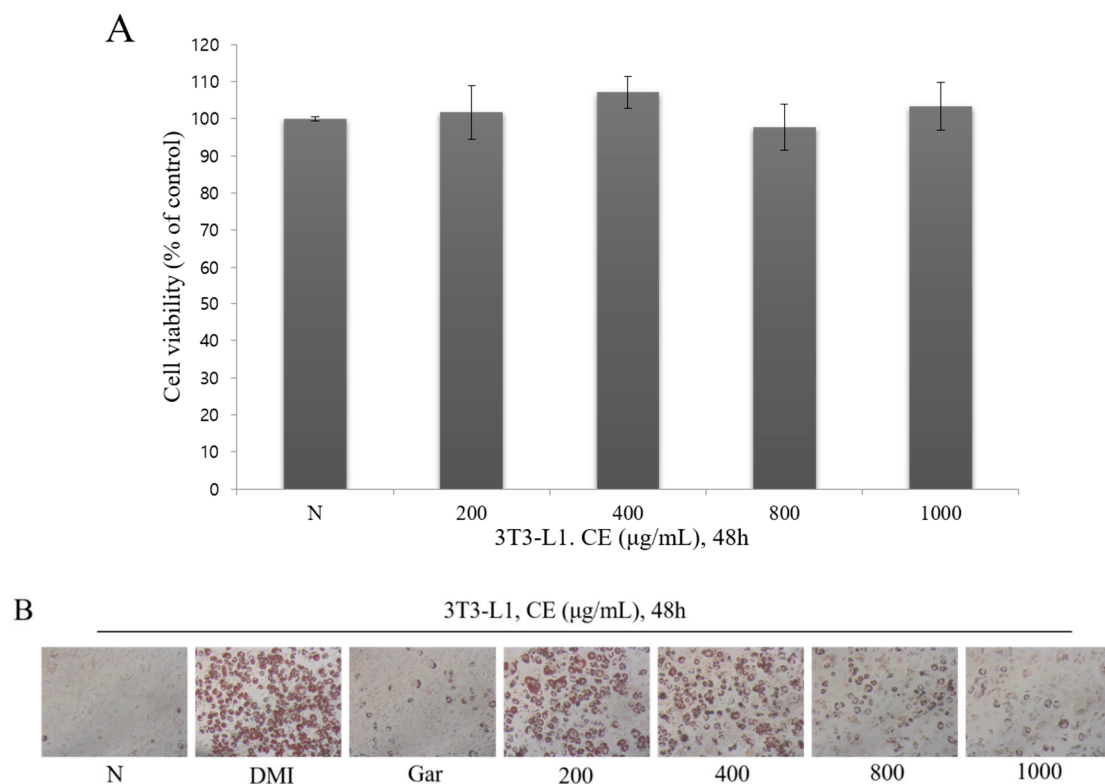 A
Cell viability (% of control)
120
110
100
90
80
70
60
50
40
30
20
10
0
N 200 400 800 1000
3T3-L1. CE (μg/mL), 48h
B
3T3-L1, CE (μg/mL), 48h
N DMI Gar 200 400 800 1000